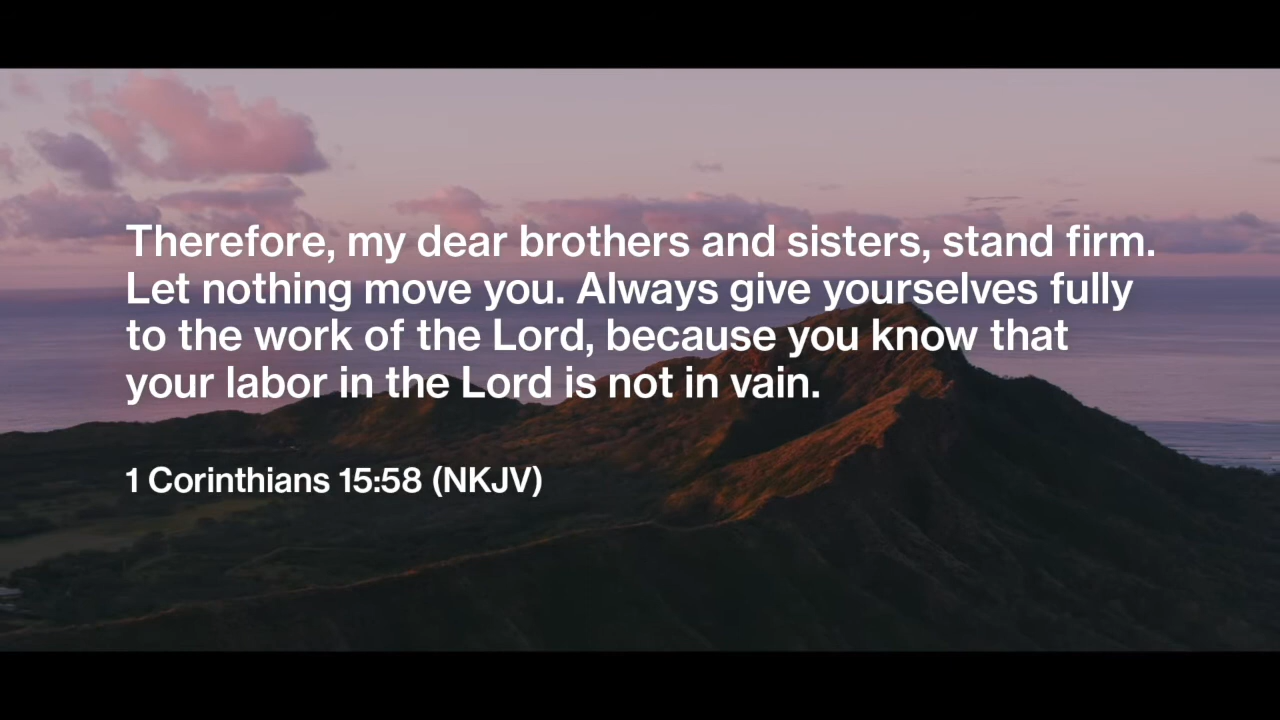 Therefore, my dear brothers and sisters, stand firm.
Let nothing move you. Always give yourselves fully
to the work of the Lord, because you know that
your labor in the Lord is not in vain.
1 Corinthians 15:58 (NKJV)